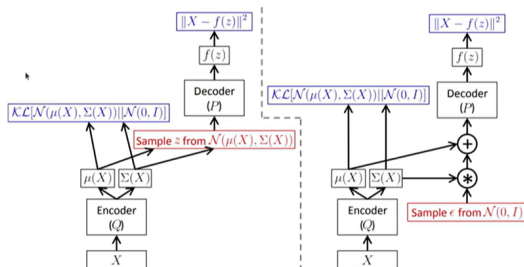 ‖X − f(z)‖²
f(z)
Decoder
(P)
KL[N(μ(X), Σ(X))||N(0, I)]
Sample z from N(μ(X), Σ(X))
μ(X)
Σ(X)
Encoder
(Q)
X
‖X − f(z)‖²
f(z)
Decoder
(P)
KL[N(μ(X), Σ(X))||N(0, I)]
+
μ(X)
Σ(X)
*
Encoder
(Q)
Sample ϵ from N(0, I)
X